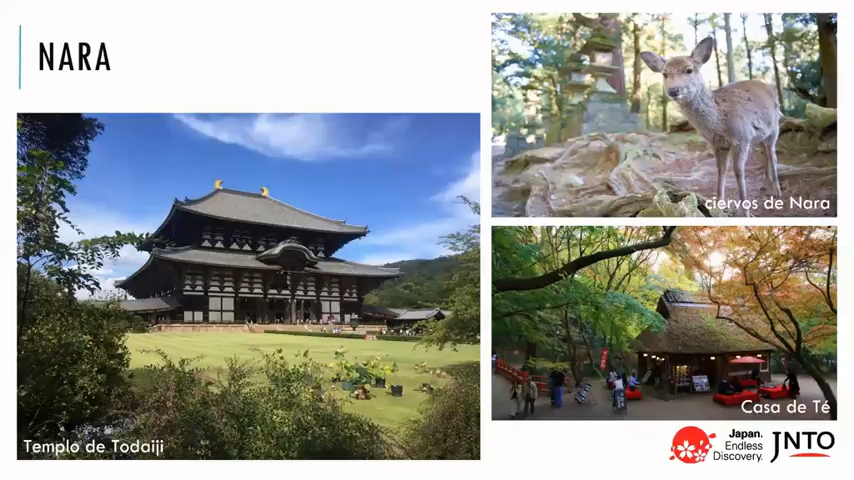 NARA
ciervos de Nara
Templo de Todaiji
Casa de Té
Japan.
Endless
Discovery.
JNTO